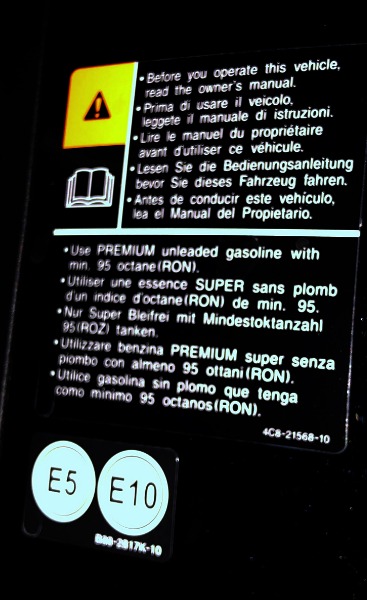 • Before you operate this vehicle,
read the owner's manual.
• Prima di usare il veicolo,
leggete il manuale di istruzioni.
• Lire le manuel du propriétaire
avant d'utiliser ce véhicule.
• Lesen Sie die Bedienungsanleitung
bevor Sie dieses Fahrzeug fahren.
• Antes de conducir este vehículo,
lea el Manual del Propietario.
• Use PREMIUM unleaded gasoline with
min. 95 octane(RON).
• Utiliser une essence SUPER sans plomb
d'un indice d'octane(RON) de min. 95.
• Nur Super Bleifrei mit Mindestoktanzahl
95(ROZ) tanken.
• Utilizzare benzina PREMIUM super senza
piombo con almeno 95 ottani(RON).
• Utilice gasolina sin plomo que tenga
como mínimo 95 octanos(RON).
4C8-21568-10
E5 E10